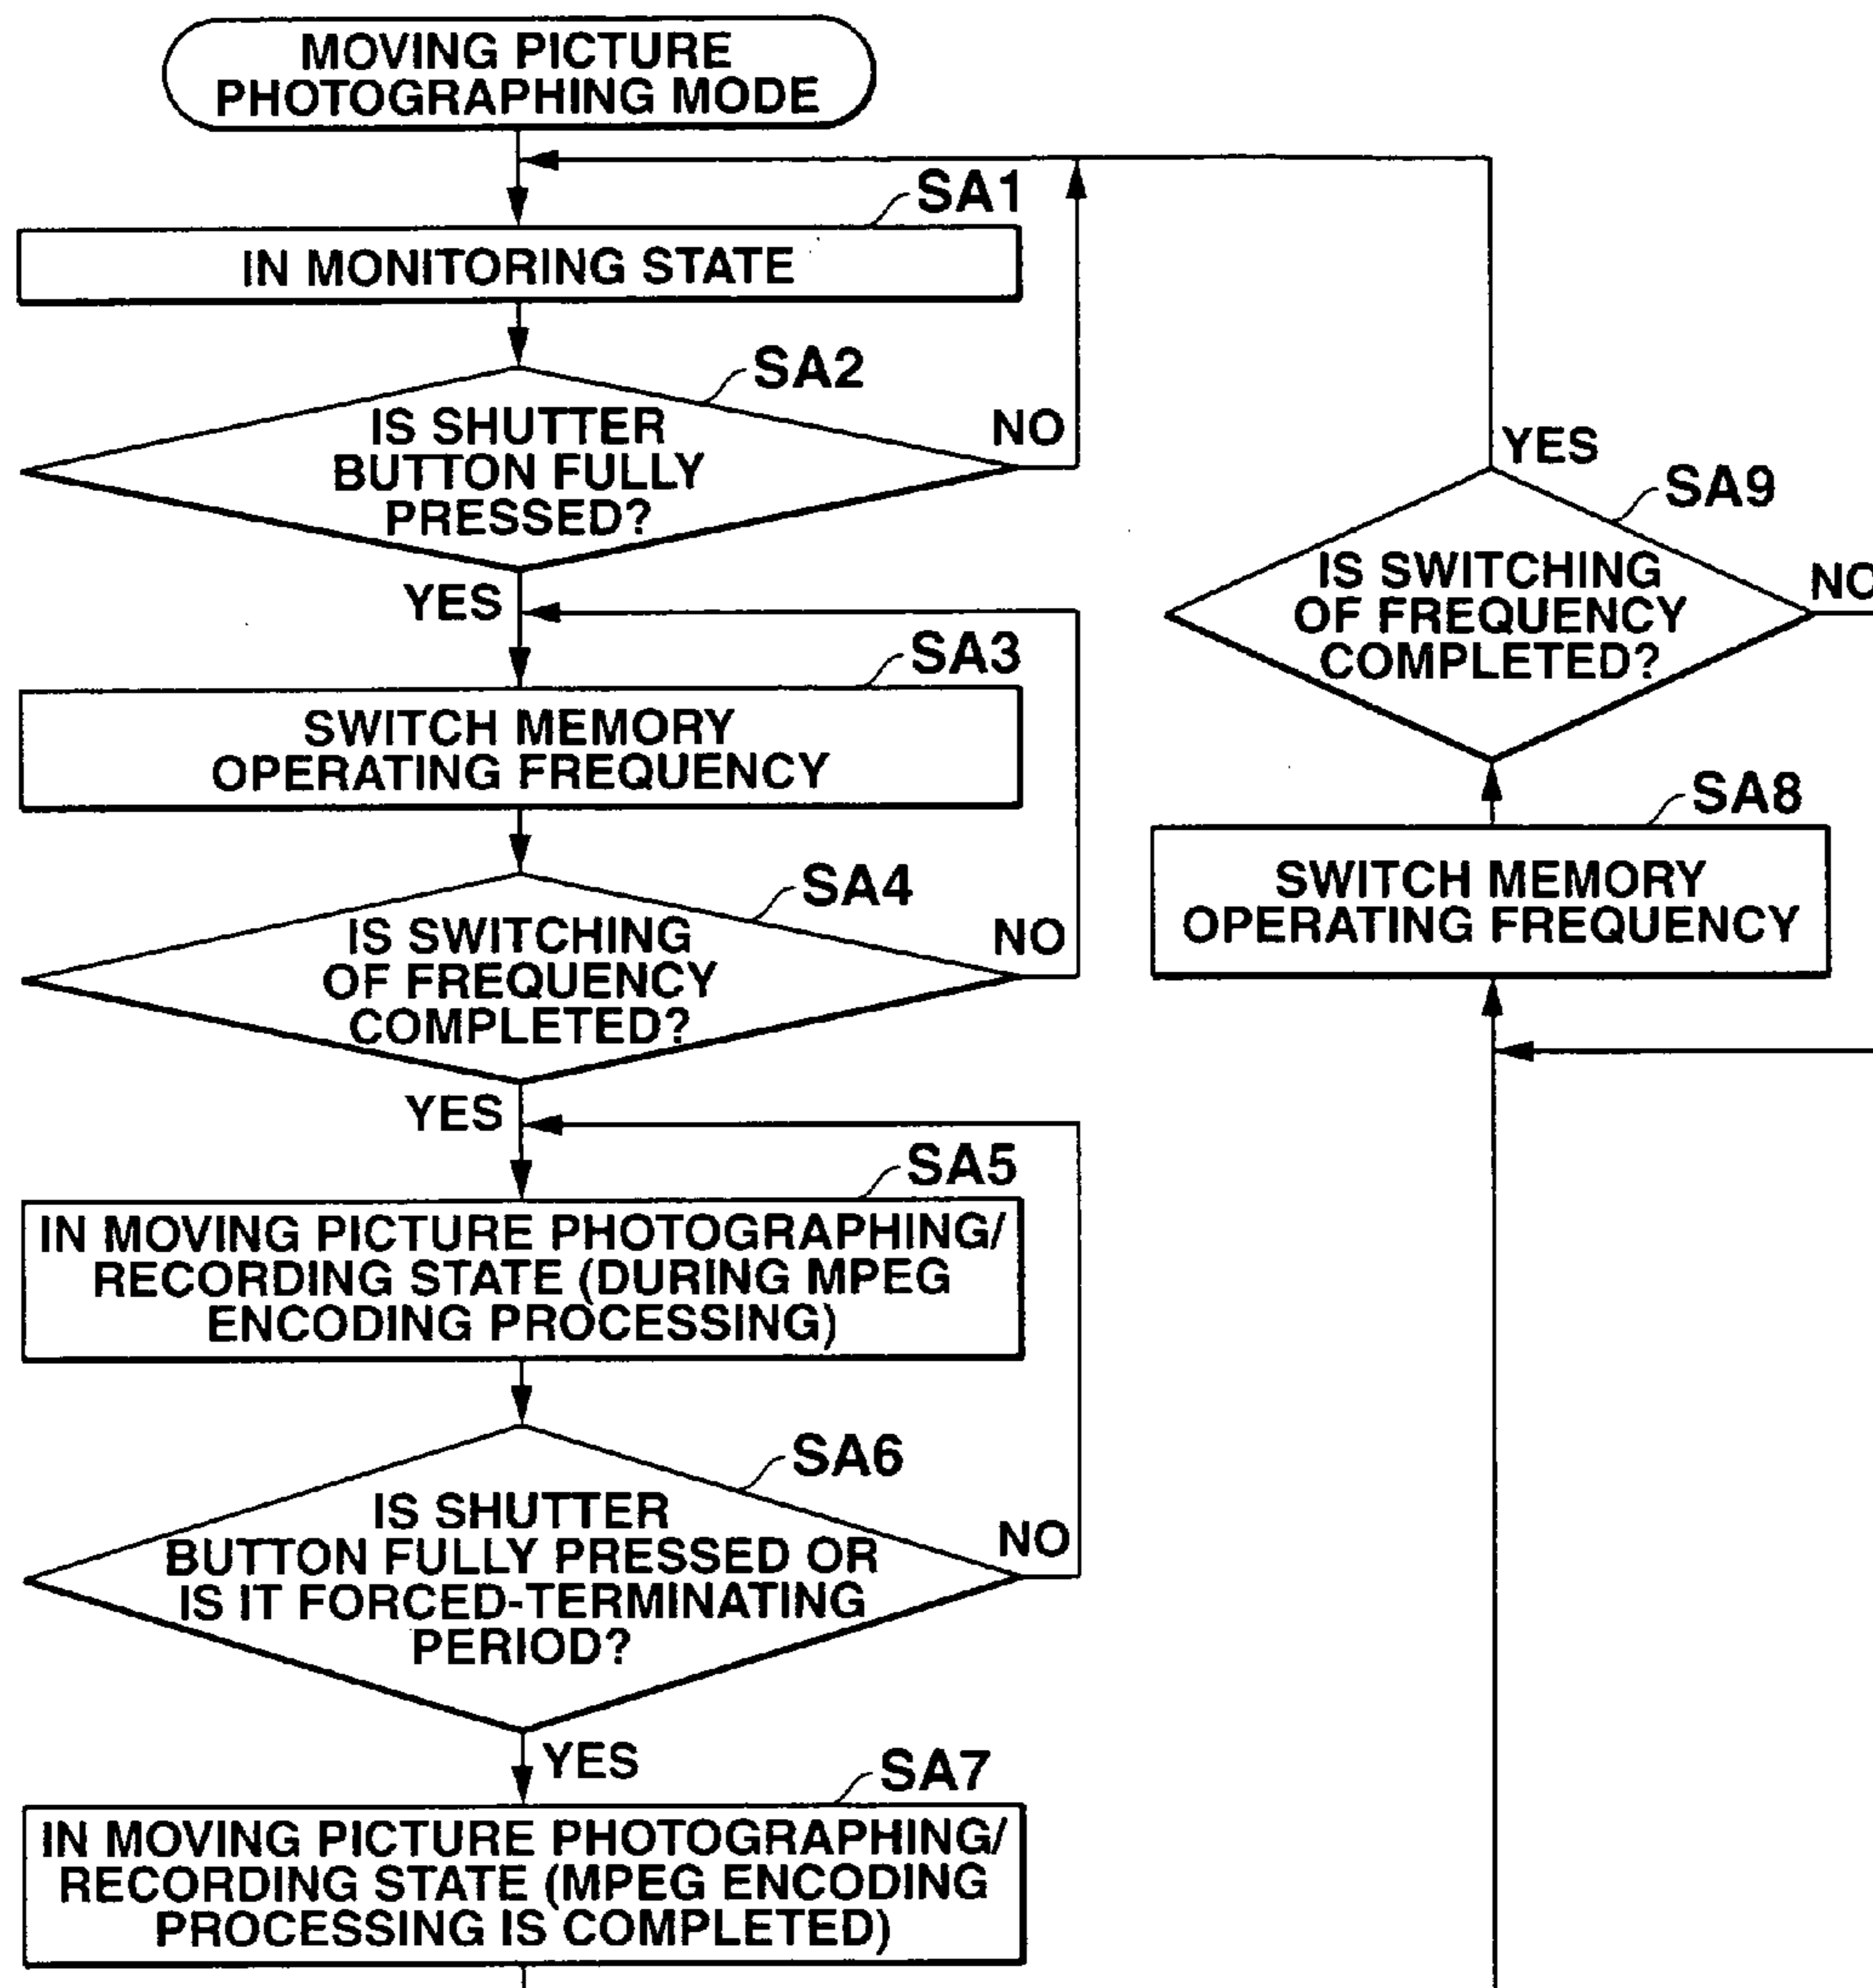 MOVING PICTURE
PHOTOGRAPHING MODE
SA1
IN MONITORING STATE
SA2
IS SHUTTER
BUTTON FULLY
PRESSED?
NO
YES
SA3
SWITCH MEMORY
OPERATING FREQUENCY
SA4
IS SWITCHING
OF FREQUENCY
COMPLETED?
NO
YES
SA5
IN MOVING PICTURE PHOTOGRAPHING/
RECORDING STATE (DURING MPEG
ENCODING PROCESSING)
SA6
IS SHUTTER
BUTTON FULLY PRESSED OR
IS IT FORCED-TERMINATING
PERIOD?
NO
YES
SA7
IN MOVING PICTURE PHOTOGRAPHING/
RECORDING STATE (MPEG ENCODING
PROCESSING IS COMPLETED)
YES
SA9
IS SWITCHING
OF FREQUENCY
COMPLETED?
NO
SA8
SWITCH MEMORY
OPERATING FREQUENCY